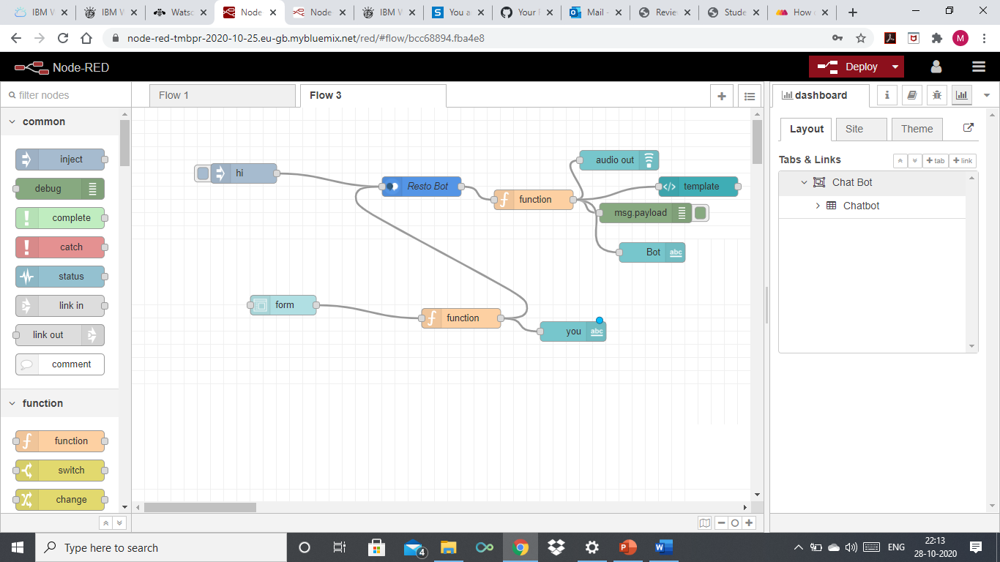 IBM W
IBM W
Watso
Node
Node
IBM W
You a
Your F
Mail -
Revie
Stude
How c
node-red-tmbpr-2020-10-25.eu-gb.mybluemix.net/red/#flow/bcc68894.fba4e8
M
Node-RED
Deploy
filter nodes
Flow 1
Flow 3
dashboard
common
Layout
Site
Theme
inject
hi
audio out
Tabs & Links
tab
link
debug
Resto Bot
template
Chat Bot
function
Chatbot
complete
msg.payload
catch
Bot
abc
status
link in
form
function
link out
you
abc
comment
function
function
switch
change
Type here to search
4
ENG
22:13
28-10-2020